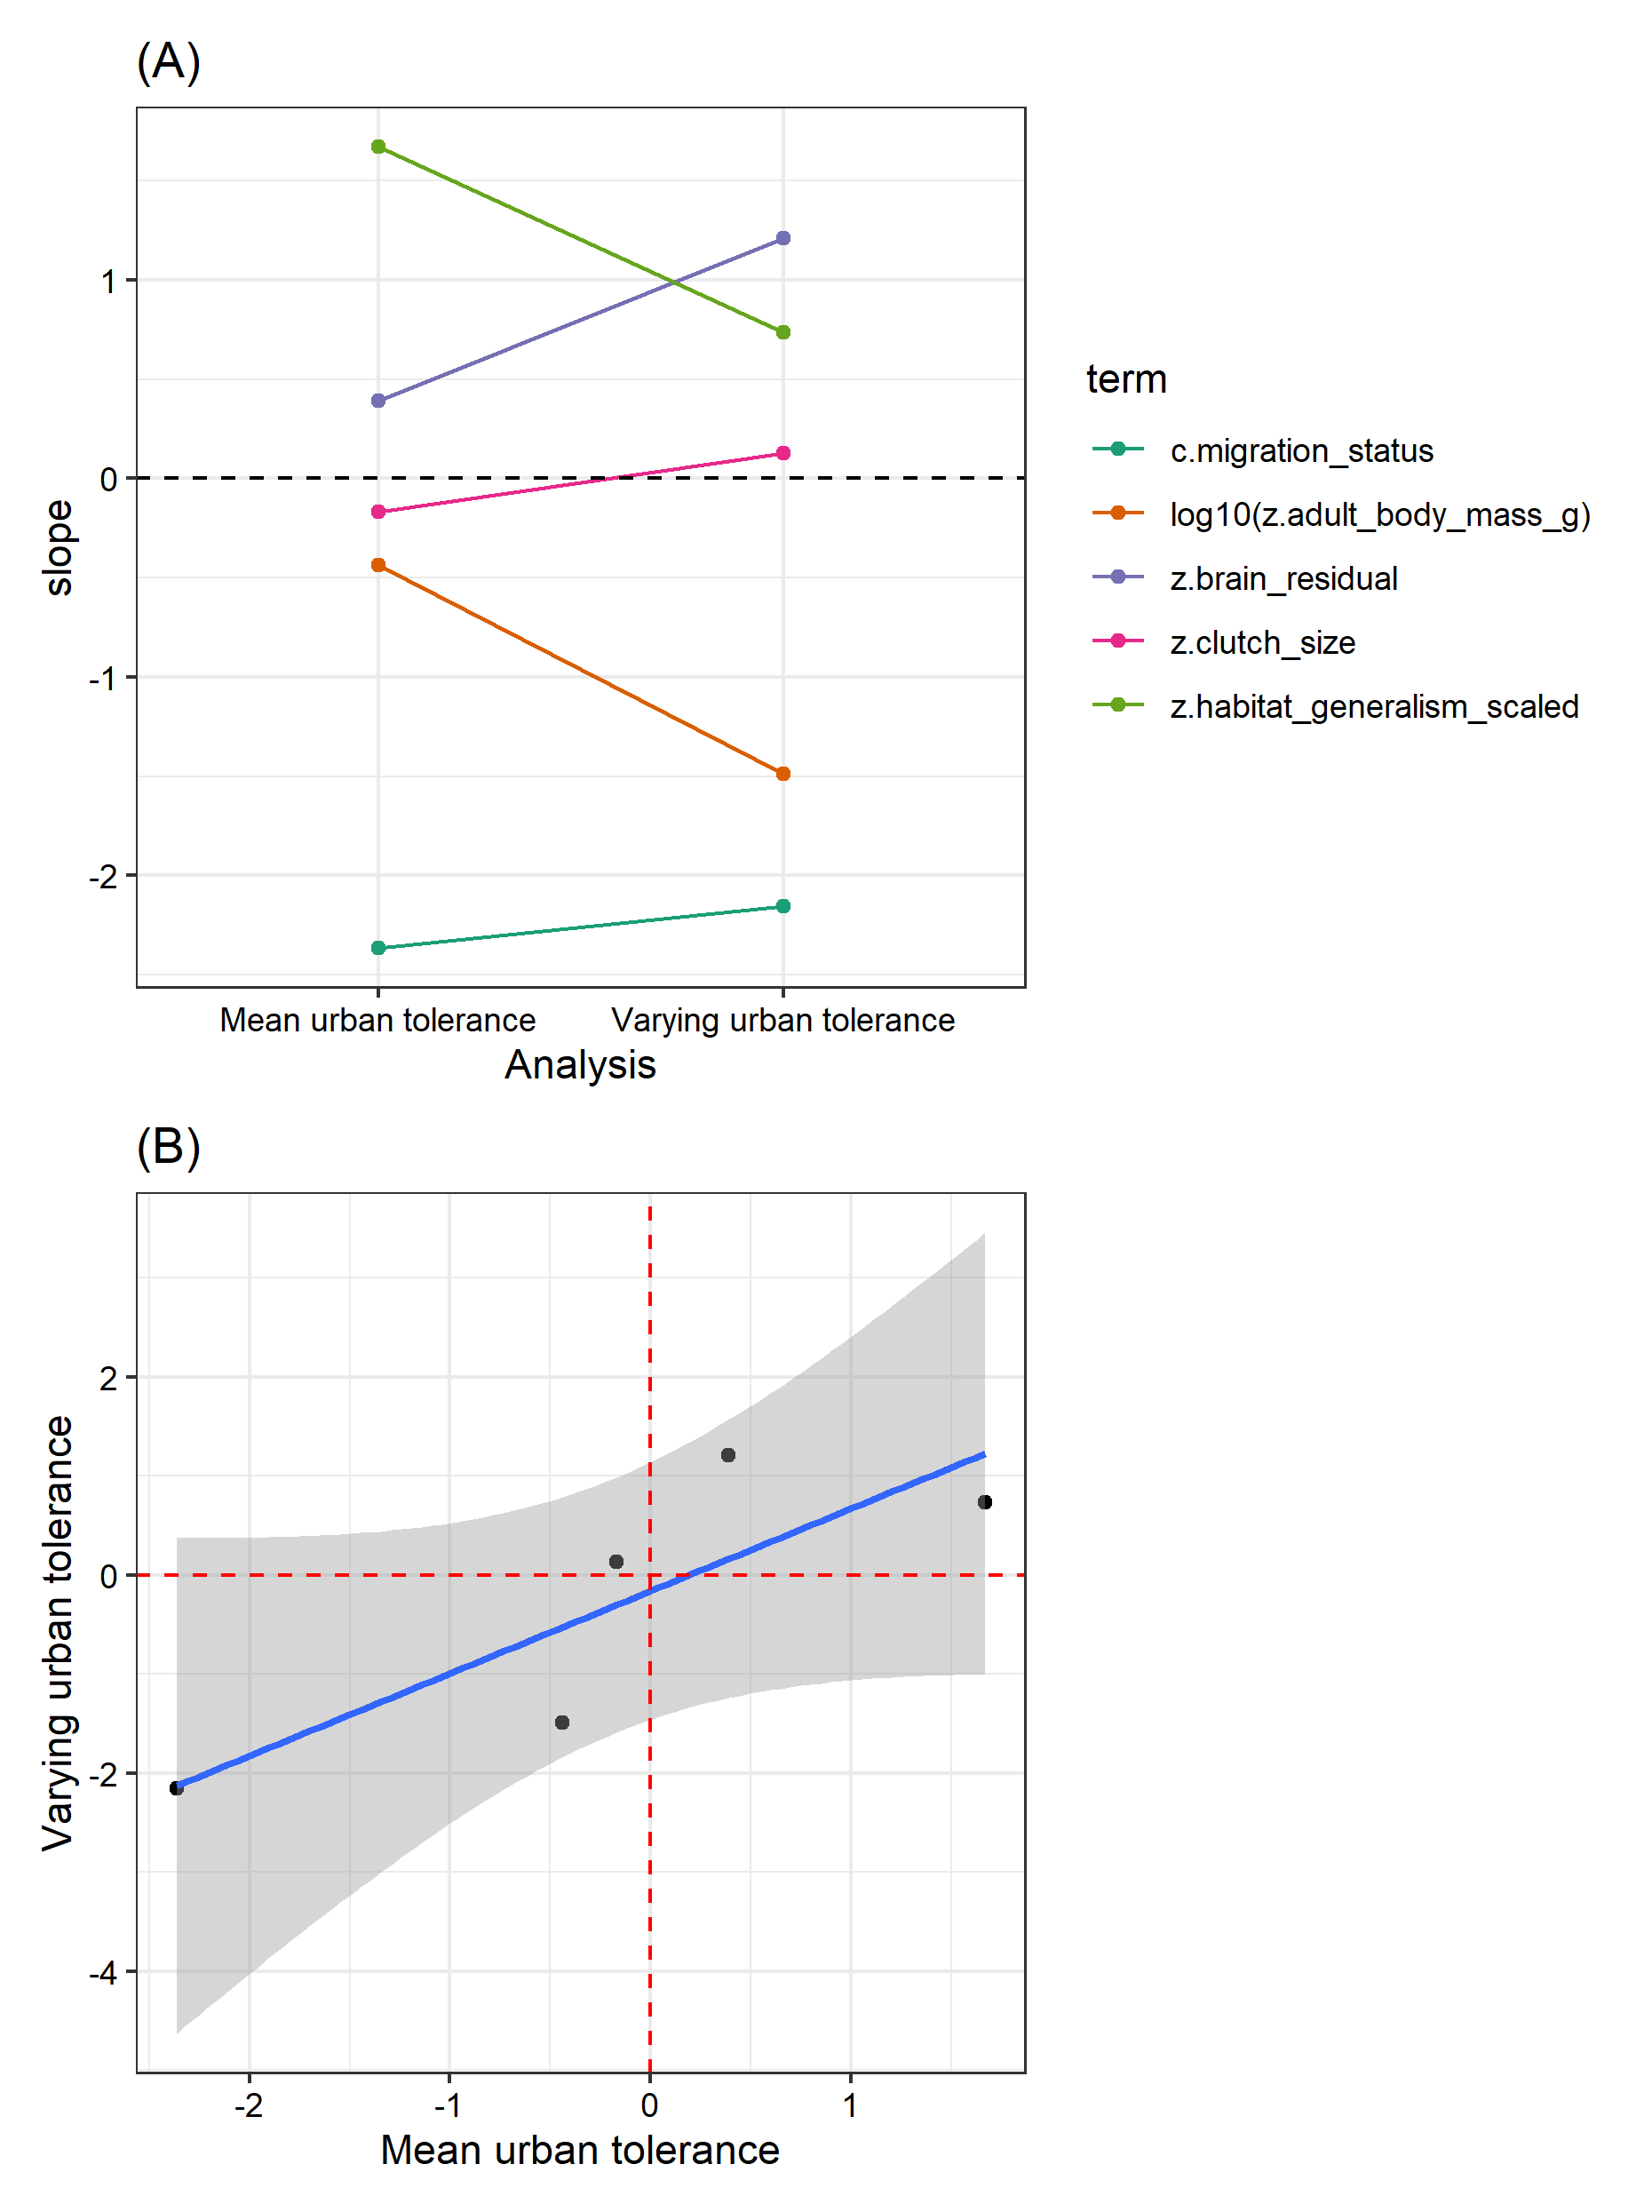 (A)
slope
1
0
-1
-2
Mean urban tolerance
Varying urban tolerance
Analysis
term
c.migration_status
log10(z.adult_body_mass_g)
z.brain_residual
z.clutch_size
z.habitat_generalism_scaled
(B)
Varying urban tolerance
2
0
-2
-4
-2
-1
0
1
Mean urban tolerance